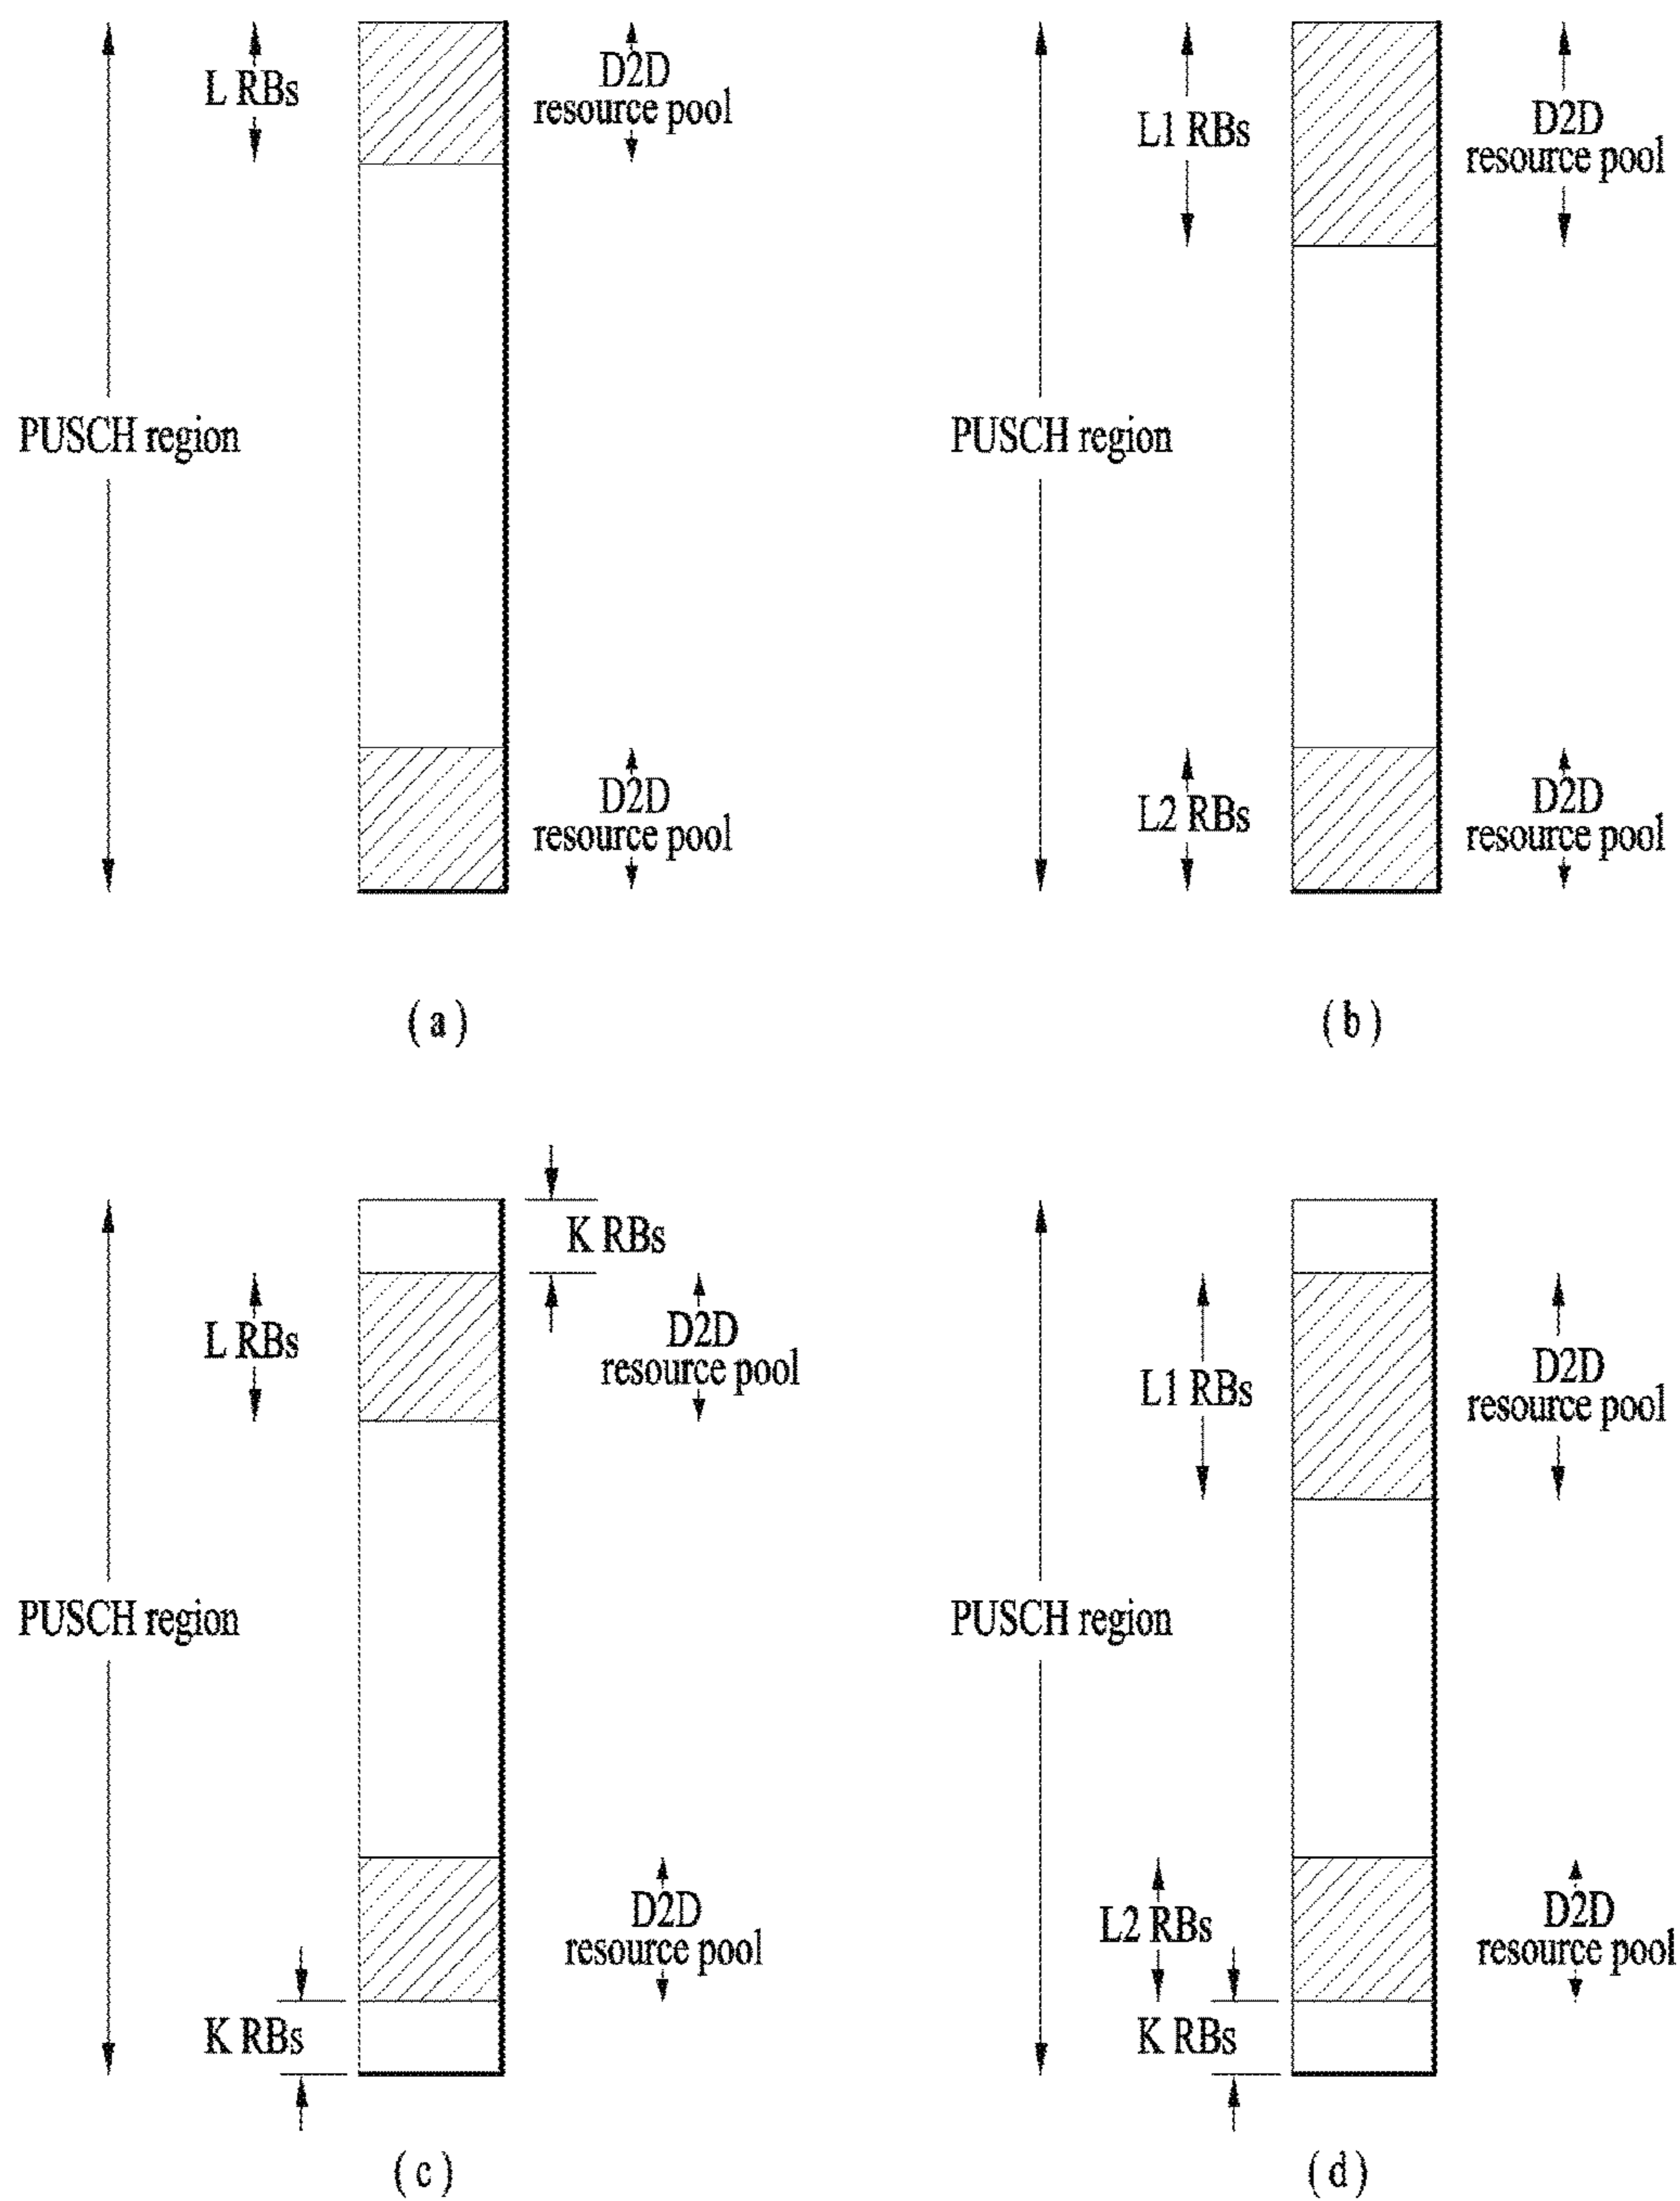 L RBs
D2D
resource pool
PUSCH region
D2D
resource pool
(a)
L1 RBs
D2D
resource pool
PUSCH region
L2 RBs
D2D
resource pool
(b)
K RBs
L RBs
D2D
resource pool
PUSCH region
D2D
resource pool
K RBs
(c)
L1 RBs
D2D
resource pool
PUSCH region
L2 RBs
D2D
resource pool
K RBs
(d)